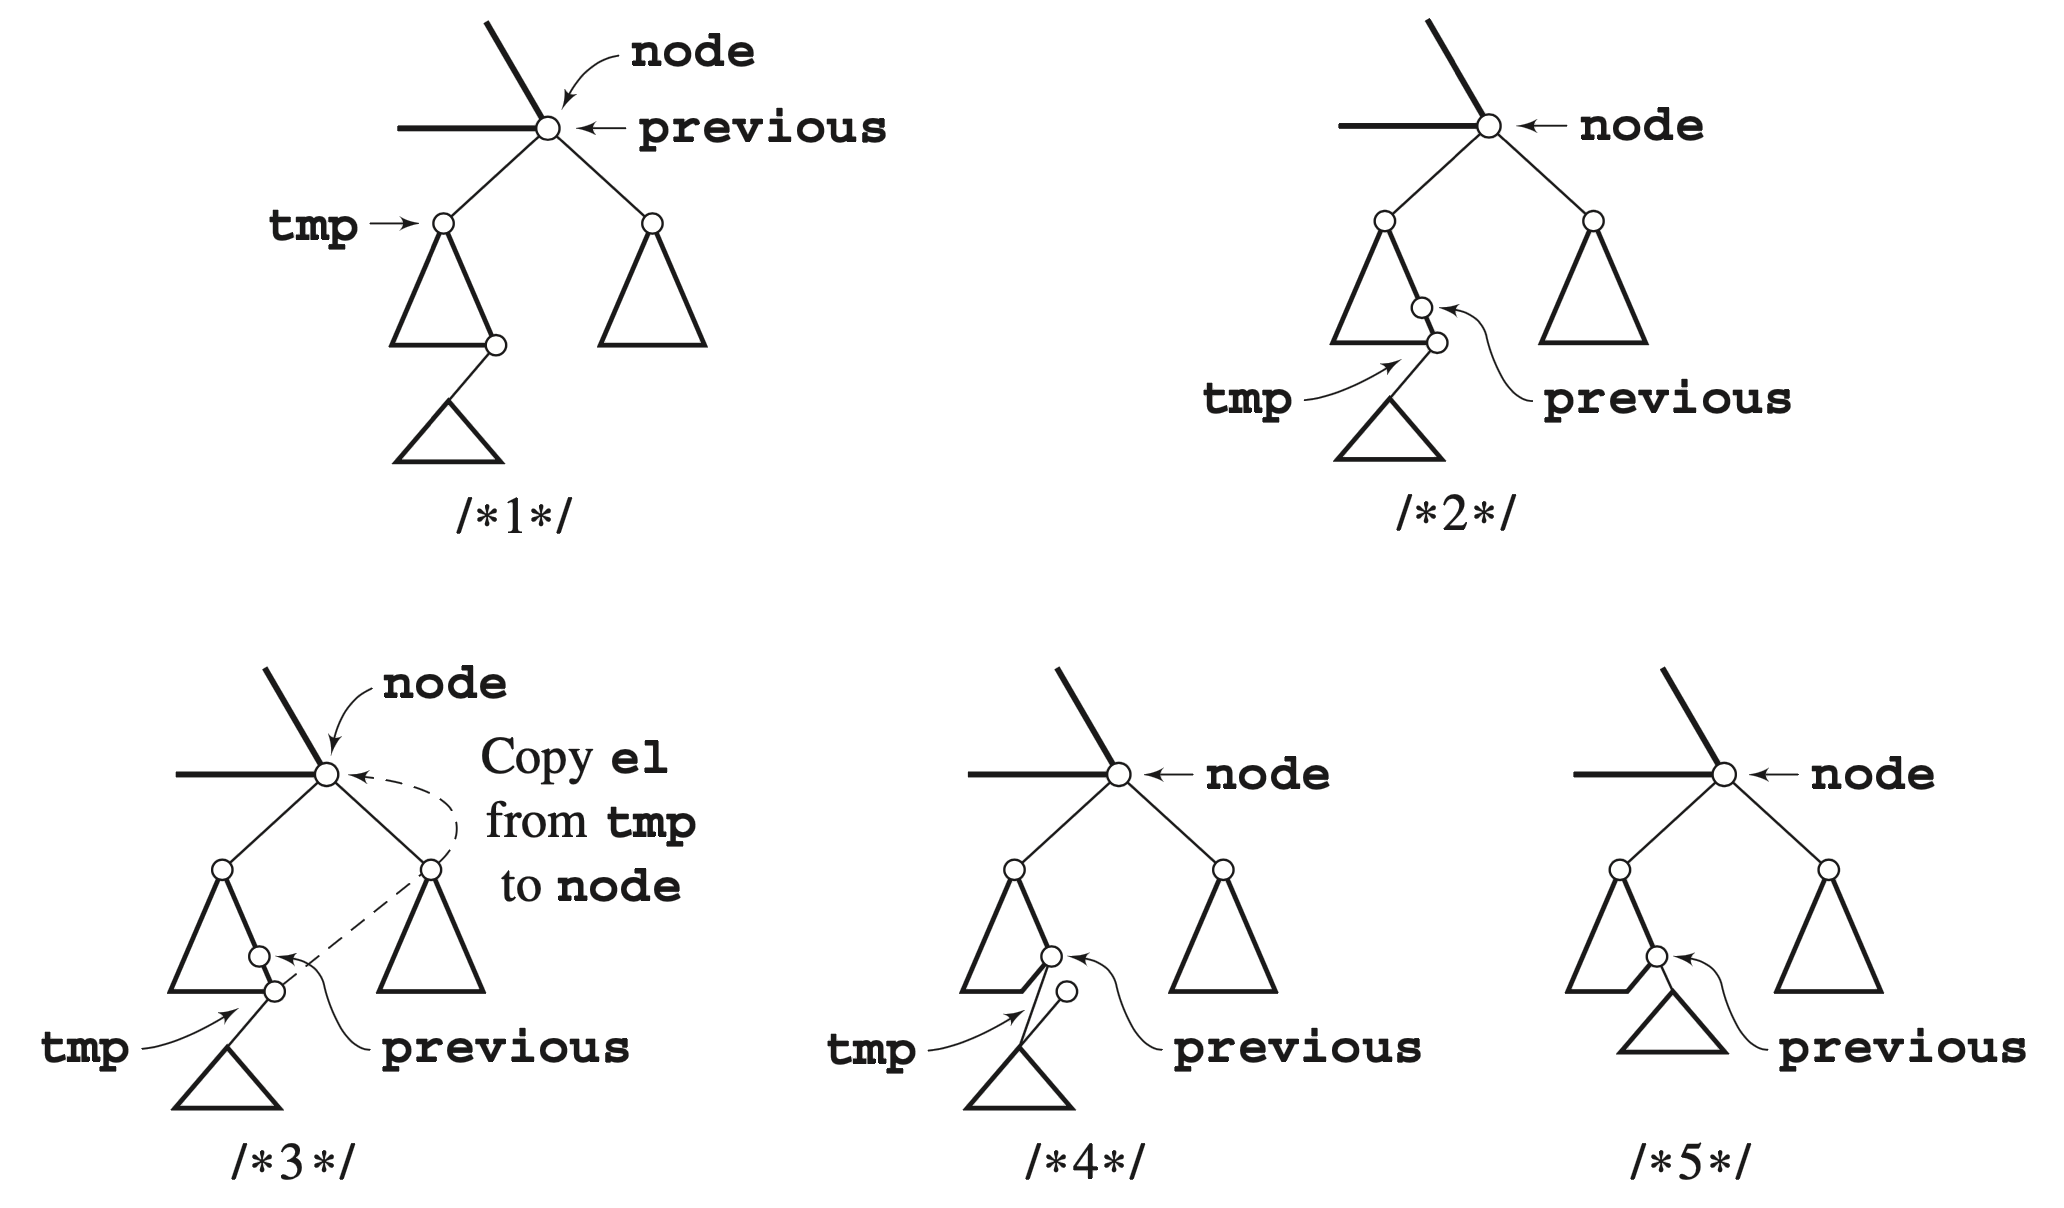 node
previous
tmp
/*1*/
node
tmp
previous
/*2*/
node
Copy el
from tmp
to node
tmp
previous
/*3*/
node
tmp
previous
/*4*/
node
previous
/*5*/